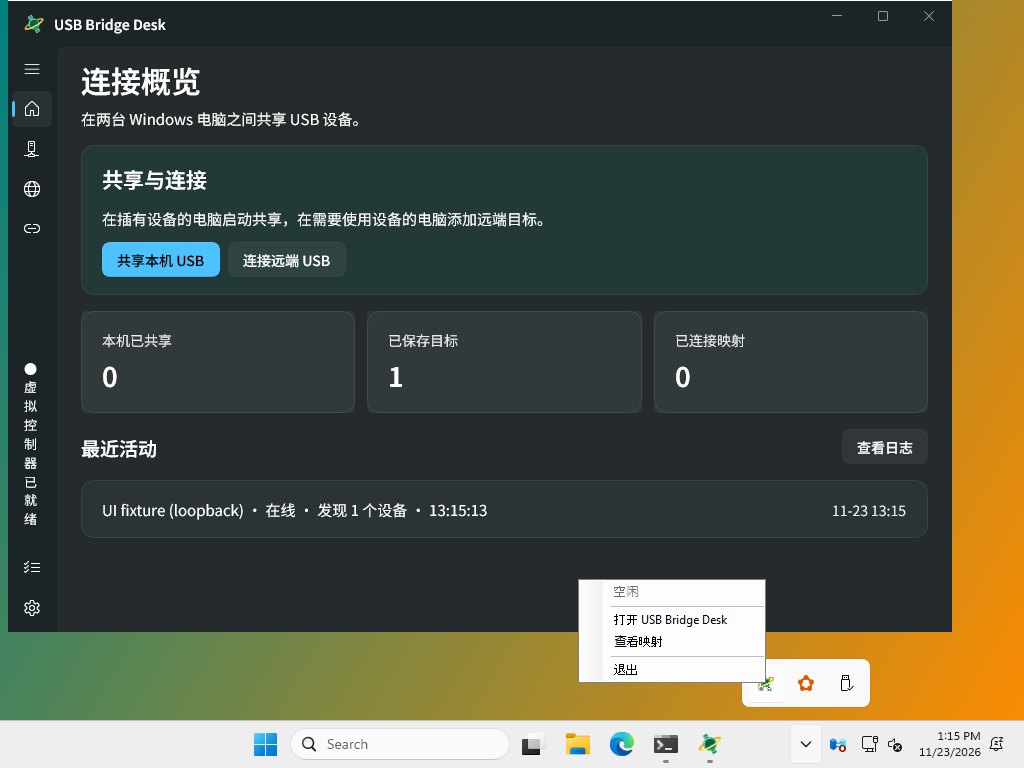 USB Bridge Desk
连接概览
在两台 Windows 电脑之间共享 USB 设备。
共享与连接
在插有设备的电脑启动共享，在需要使用设备的电脑添加远端目标。
共享本机 USB
连接远端 USB
本机已共享
0
已保存目标
1
已连接映射
0
虚拟控制器已就绪
最近活动
查看日志
UI fixture (loopback) • 在线 • 发现 1 个设备 • 13:15:13
11-23 13:15
空闲
打开 USB Bridge Desk
查看映射
退出
Search
1:15 PM
11/23/2026